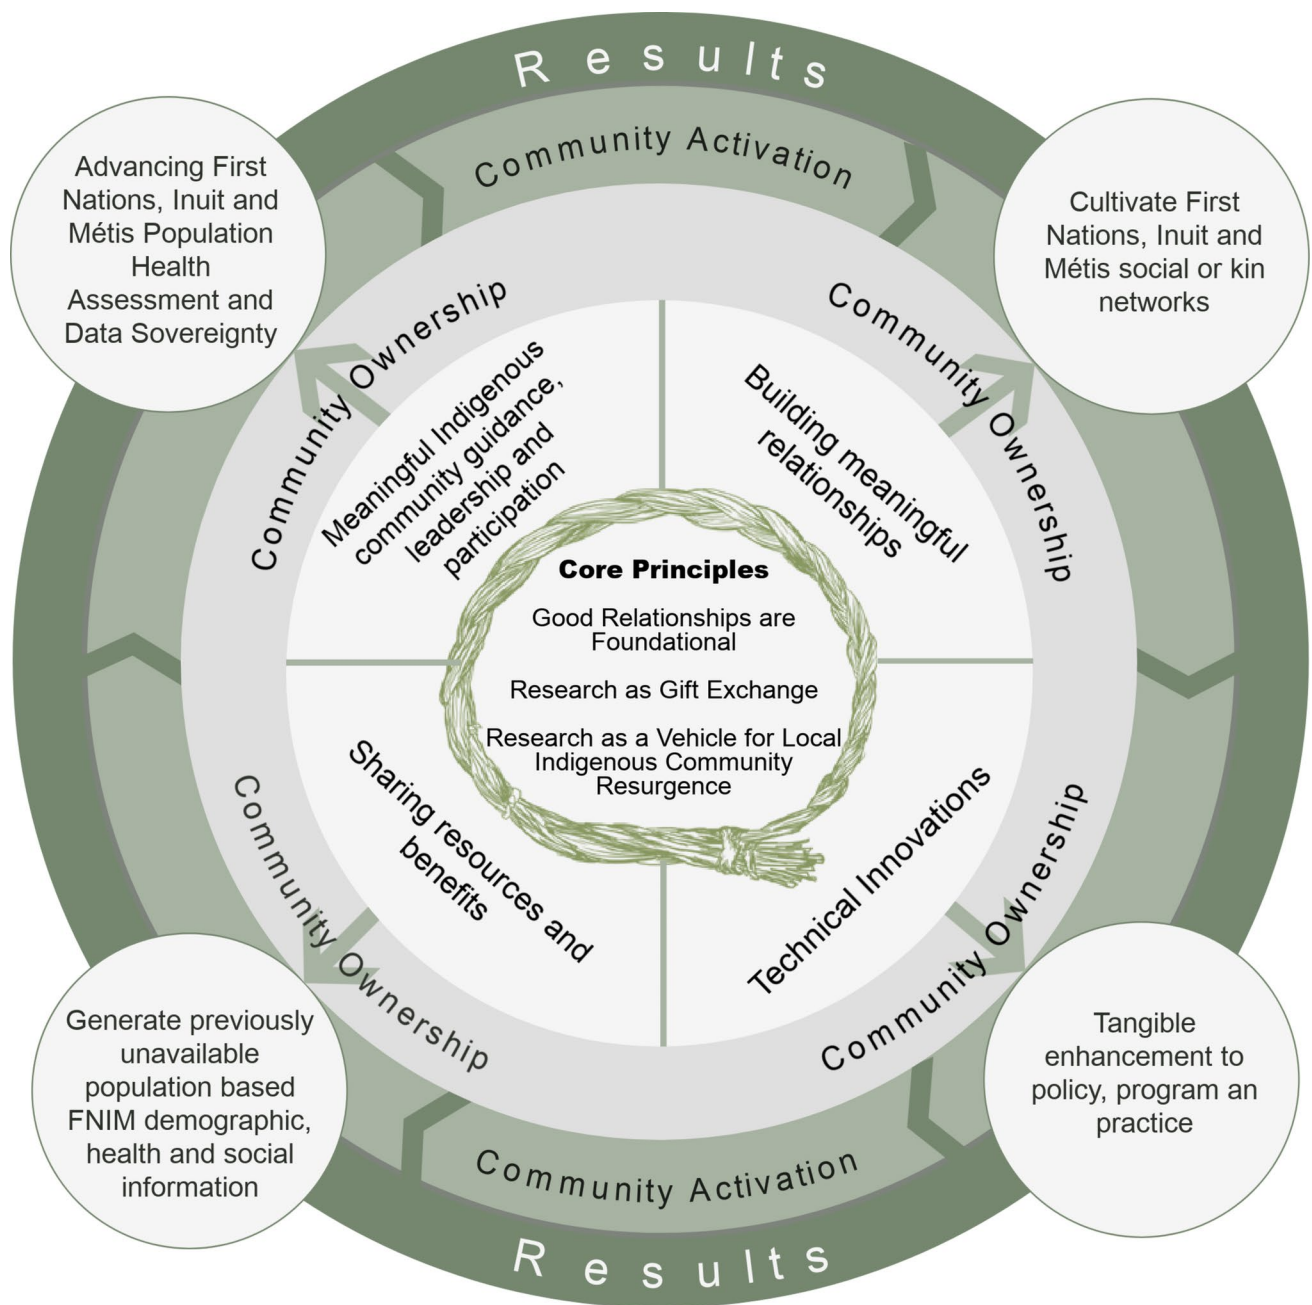 Results
Community Activation
Advancing First
Nations, Inuit and
Métis Population
Health
Assessment and
Data Sovereignty
Cultivate First
Nations, Inuit and
Métis social or kin
networks
Community Ownership
Community Ownership
Meaningful Indigenous
community guidance,
leadership and
participation
Building meaningful
relationships
Core Principles
Good Relationships are
Foundational
Research as Gift Exchange
Research as a Vehicle for Local
Indigenous Community
Resurgence
Sharing resources and
benefits
Technical Innovations
Community Ownership
Community Ownership
Generate previously
unavailable
population based
FNIM demographic,
health and social
information
Tangible
enhancement to
policy, program an
practice
Community Activation
Results